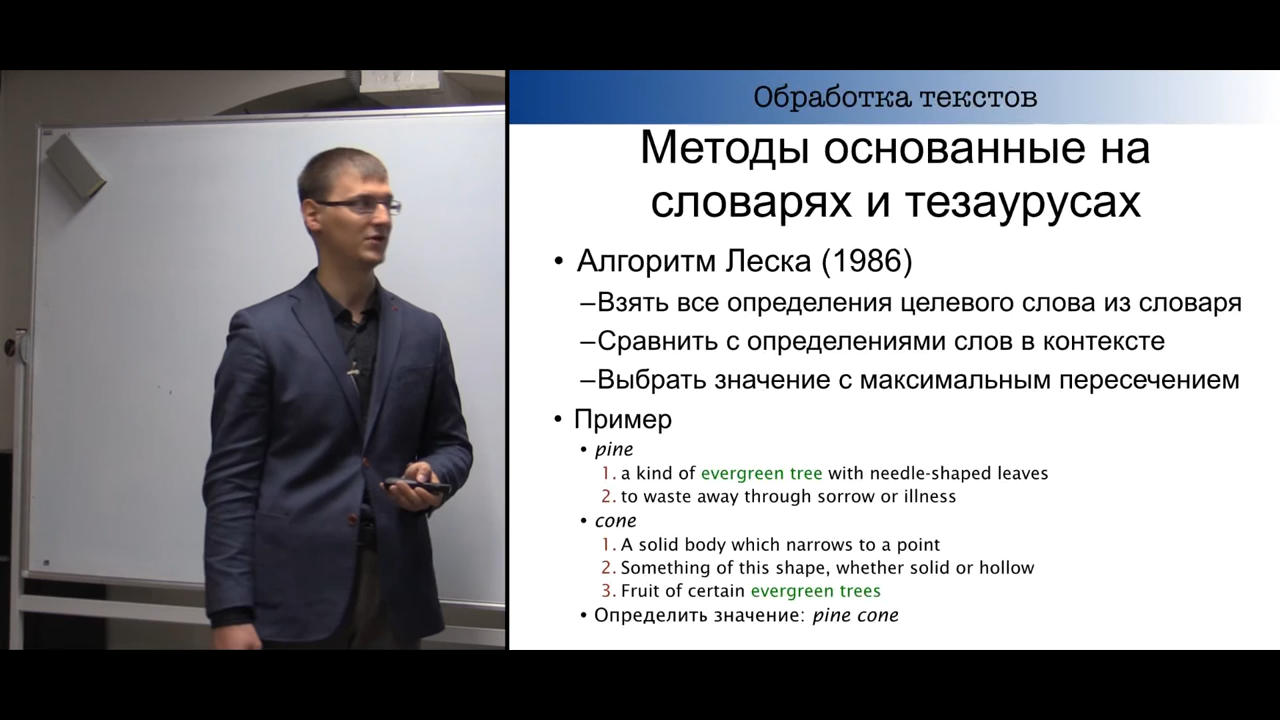 Обработка текстов
Методы основанные на
словарях и тезаурусах
• Алгоритм Леска (1986)
–Взять все определения целевого слова из словаря
–Сравнить с определениями слов в контексте
–Выбрать значение с максимальным пересечением
• Пример
• pine
1. a kind of evergreen tree with needle-shaped leaves
2. to waste away through sorrow or illness
• cone
1. A solid body which narrows to a point
2. Something of this shape, whether solid or hollow
3. Fruit of certain evergreen trees
• Определить значение: pine cone